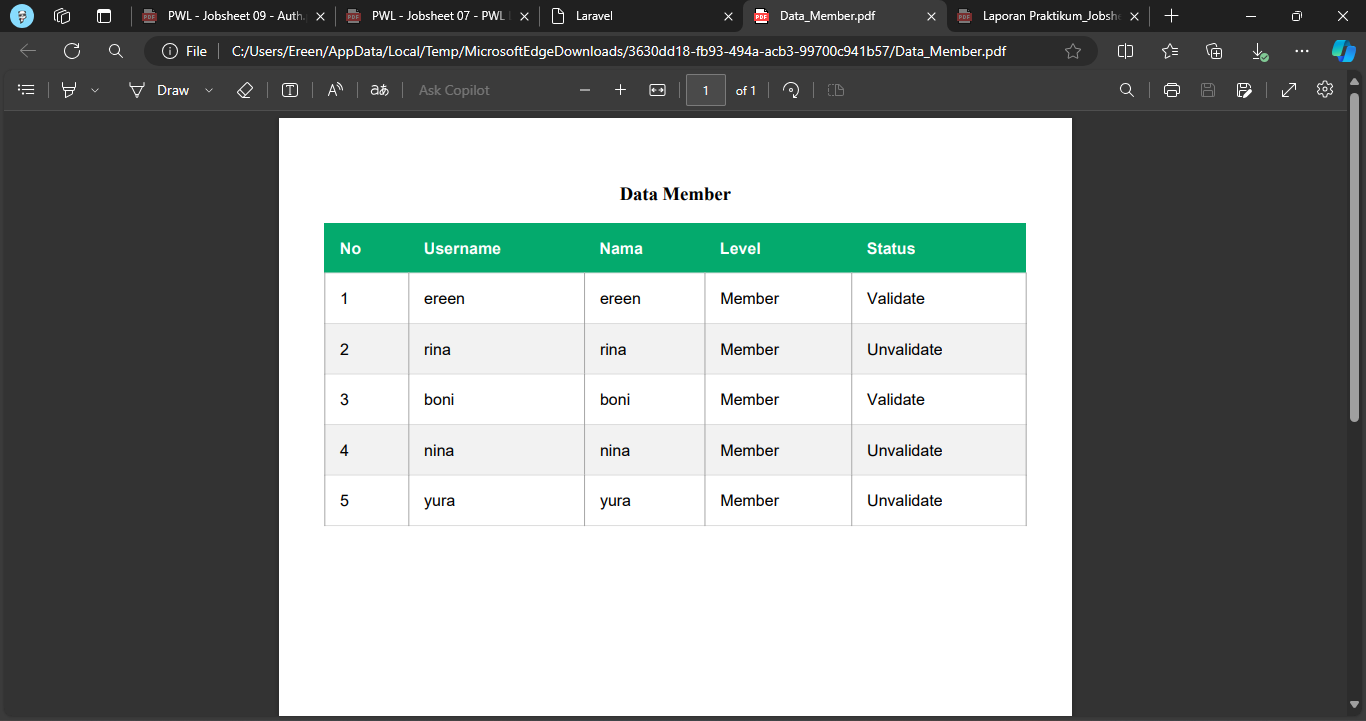 PWL - Jobsheet 09 - Auth.
PWL - Jobsheet 07 - PWL
Laravel
Data_Member.pdf
Laporan Praktikum_Jobshe
File
C:/Users/Ereen/AppData/Local/Temp/MicrosoftEdgeDownloads/3630dd18-fb93-494a-acb3-99700c941b57/Data_Member.pdf
Draw
Ask Copilot
1 of 1
Data Member
No Username Nama Level Status
1 ereen ereen Member Validate
2 rina rina Member Unvalidate
3 boni boni Member Validate
4 nina nina Member Unvalidate
5 yura yura Member Unvalidate